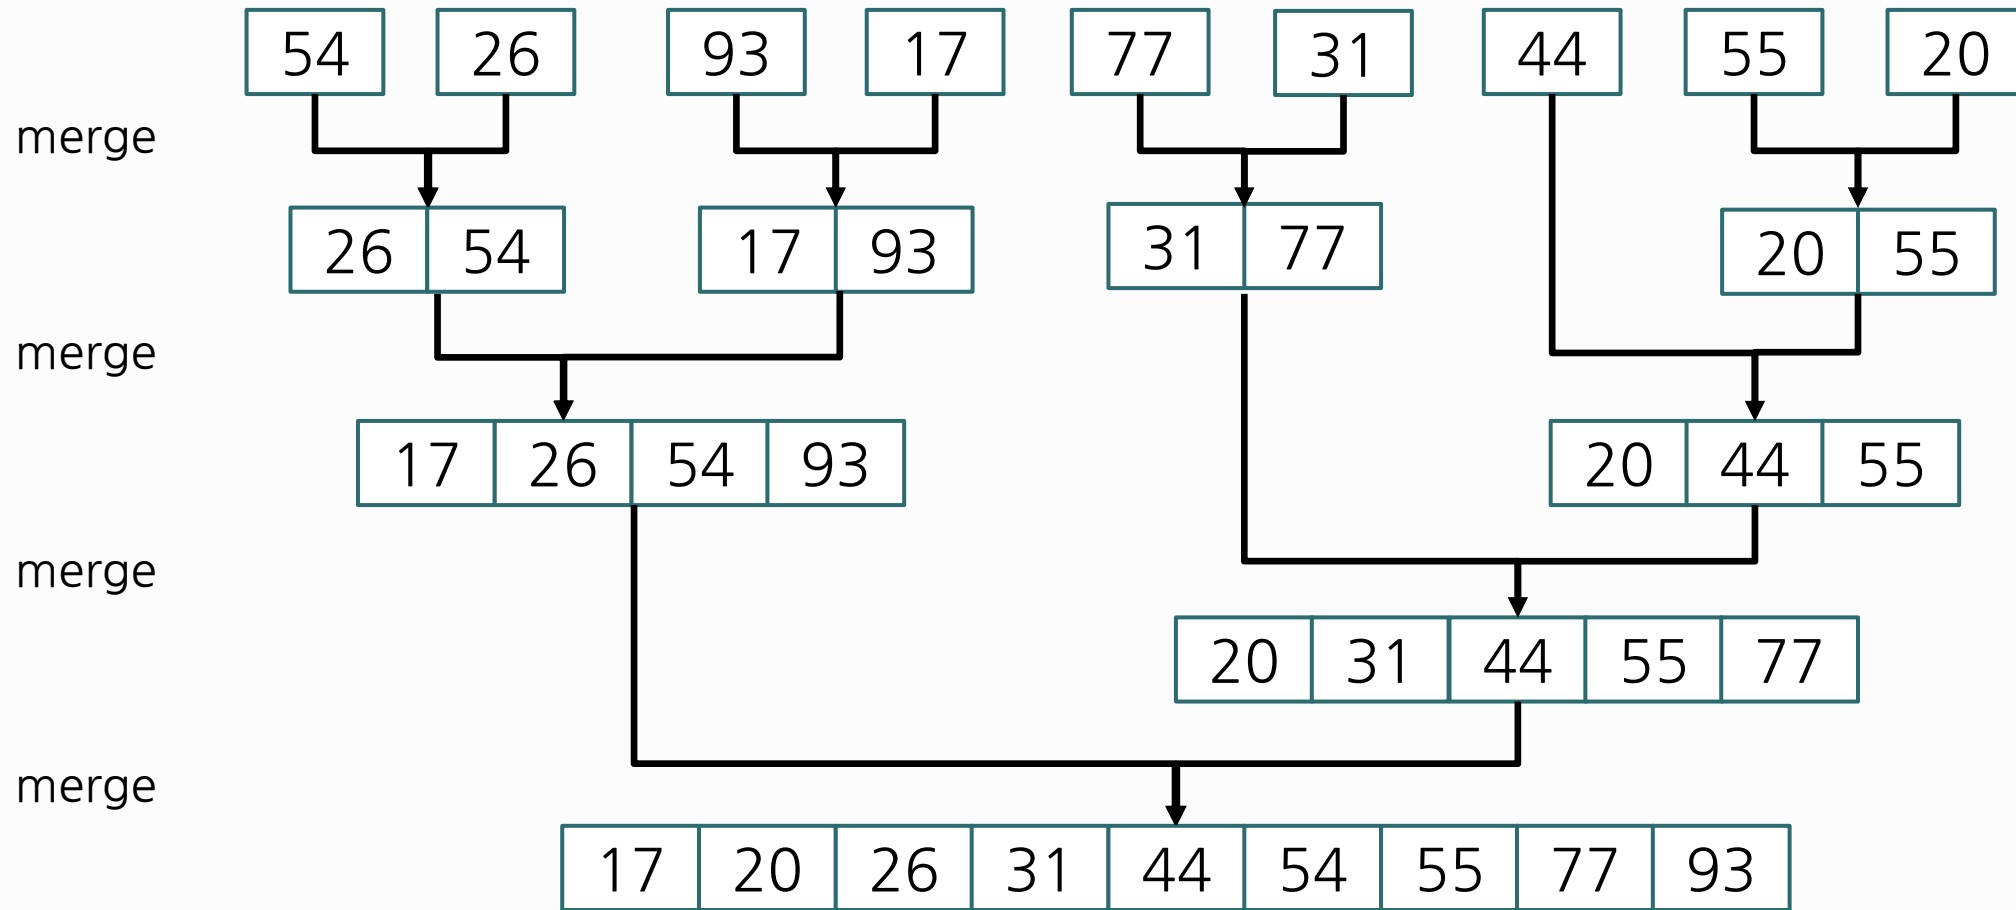 54 26 93 17 77 31 44 55 20
merge
26 54 17 93 31 77 20 55
merge
17 26 54 93 20 44 55
merge
20 31 44 55 77
merge
17 20 26 31 44 54 55 77 93